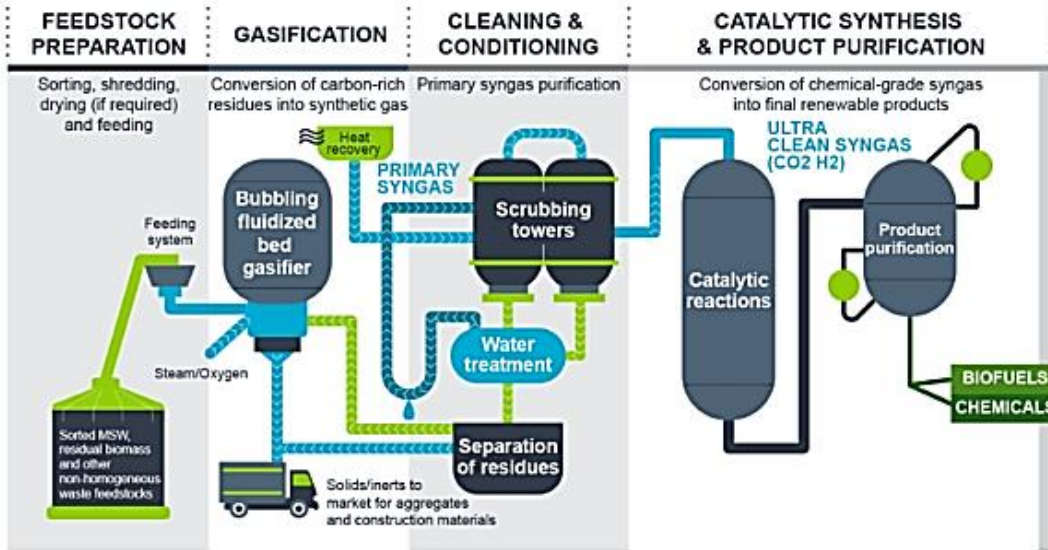 FEEDSTOCK
PREPARATION
GASIFICATION
CLEANING &
CONDITIONING
CATALYTIC SYNTHESIS
& PRODUCT PURIFICATION
Sorting, shredding,
drying (if required)
and feeding
Conversion of carbon-rich
residues into synthetic gas
Primary syngas purification
Conversion of chemical-grade syngas
into final renewable products
Heat
recovery
PRIMARY
SYNGAS
ULTRA
CLEAN SYNGAS
(CO2 H2)
Bubbling
fluidized
bed
gasifier
Scrubbing
towers
Feeding
system
Product
purification
Catalytic
reactions
Water
treatment
Steam/Oxygen
BIOFUELS
CHEMICALS
Sorted MSW,
residual biomass
and other
non-homogeneous
waste feedstocks
Separation
of residues
Solids/inerts to
market for aggregates
and construction materials